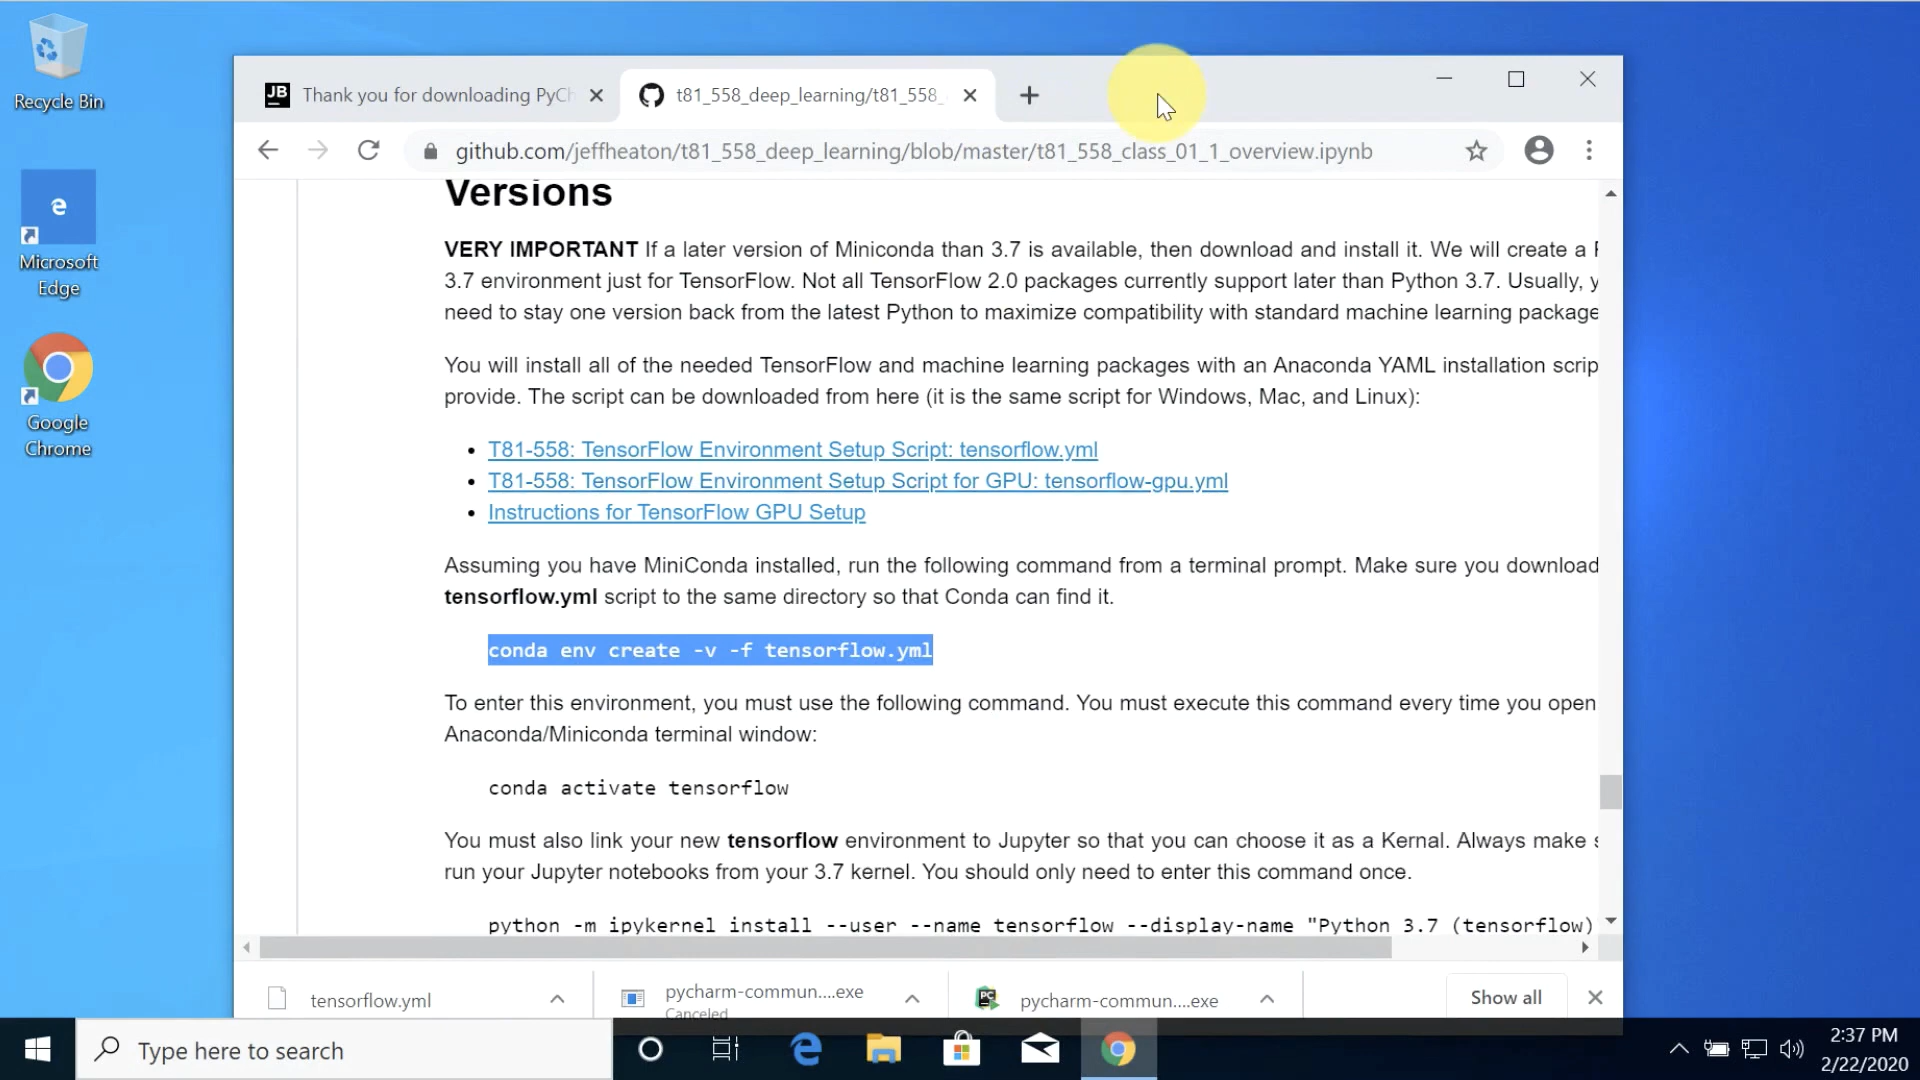 Recycle Bin
Microsoft
Edge
Google
Chrome
JB
Thank you for downloading PyCh
t81_558_deep_learning/t81_558_
github.com/jeffheaton/t81_558_deep_learning/blob/master/t81_558_class_01_1_overview.ipynb
Versions
VERY IMPORTANT If a later version of Miniconda than 3.7 is available, then download and install it. We will create a
3.7 environment just for TensorFlow. Not all TensorFlow 2.0 packages currently support later than Python 3.7. Usually, y
need to stay one version back from the latest Python to maximize compatibility with standard machine learning package
You will install all of the needed TensorFlow and machine learning packages with an Anaconda YAML installation scrip
provide. The script can be downloaded from here (it is the same script for Windows, Mac, and Linux):
• T81-558: TensorFlow Environment Setup Script: tensorflow.yml
• T81-558: TensorFlow Environment Setup Script for GPU: tensorflow-gpu.yml
• Instructions for TensorFlow GPU Setup
Assuming you have MiniConda installed, run the following command from a terminal prompt. Make sure you download
tensorflow.yml script to the same directory so that Conda can find it.
conda env create -v -f tensorflow.yml
To enter this environment, you must use the following command. You must execute this command every time you open
Anaconda/Miniconda terminal window:
conda activate tensorflow
You must also link your new tensorflow environment to Jupyter so that you can choose it as a Kernal. Always make s
run your Jupyter notebooks from your 3.7 kernel. You should only need to enter this command once.
python -m ipykernel install --user --name tensorflow --display-name "Python 3.7 (tensorflow)
tensorflow.yml
pycharm-commun....exe
Canceled
PC
pycharm-commun....exe
Show all
Type here to search
2:37 PM
2/22/2020